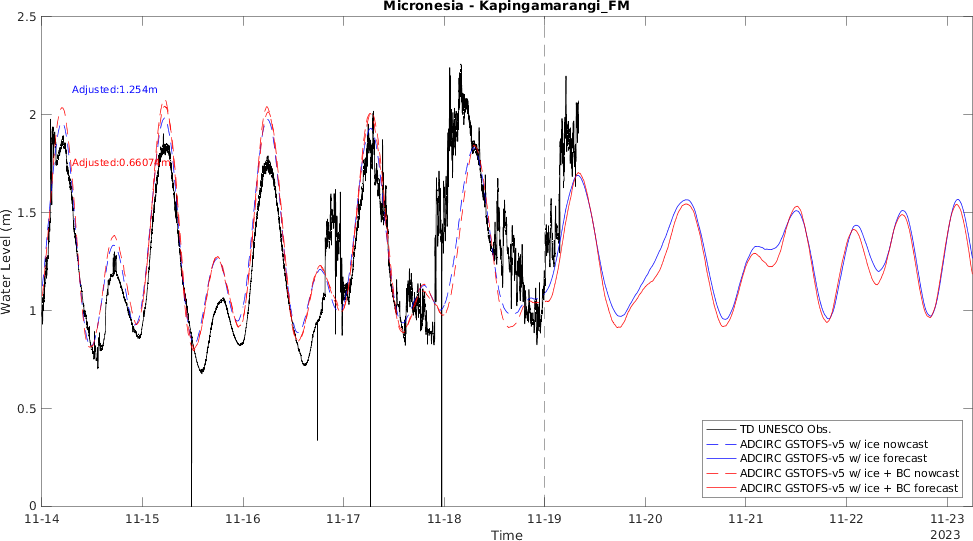 Micronesia - Kapingamarangi_FM
2.5
Adjusted:1.254m
2
Adjusted:0.66074m
1.5
Water Level (m)
1
0.5
0
11-14 11-15 11-16 11-17 11-18 11-19 11-20 11-21 11-22 11-23
Time
2023
TD UNESCO Obs.
ADCIRC GSTOFS-v5 w/ ice nowcast
ADCIRC GSTOFS-v5 w/ ice forecast
ADCIRC GSTOFS-v5 w/ ice + BC nowcast
ADCIRC GSTOFS-v5 w/ ice + BC forecast